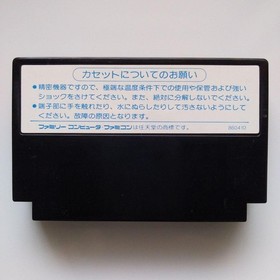 カセットについてのお願い
●精密機器ですので、極端な温度条件下での使用や保管および強い
ショックをさけてください。また、絶対に分解しないでください。
●端子部に手を触れたり、水にぬらしたりして汚さないようにして
ください。故障の原因となります。
ファミリー コンピュータ ファミコンは任天堂の商標です。